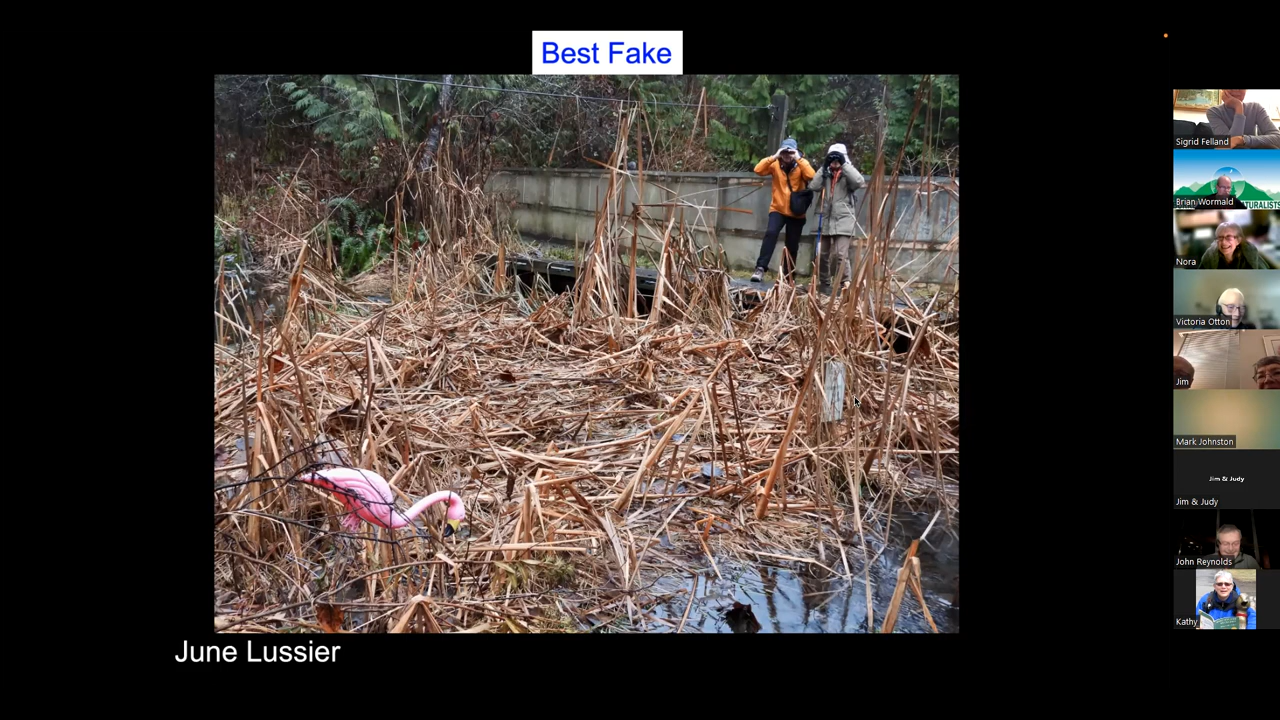 Best Fake
June Lussier
Sigrid Felland
Brian Wormald
Nora
Victoria Otton
Jim
Mark Johnston
Jim & Judy
Jim & Judy
John Reynolds
Kathy